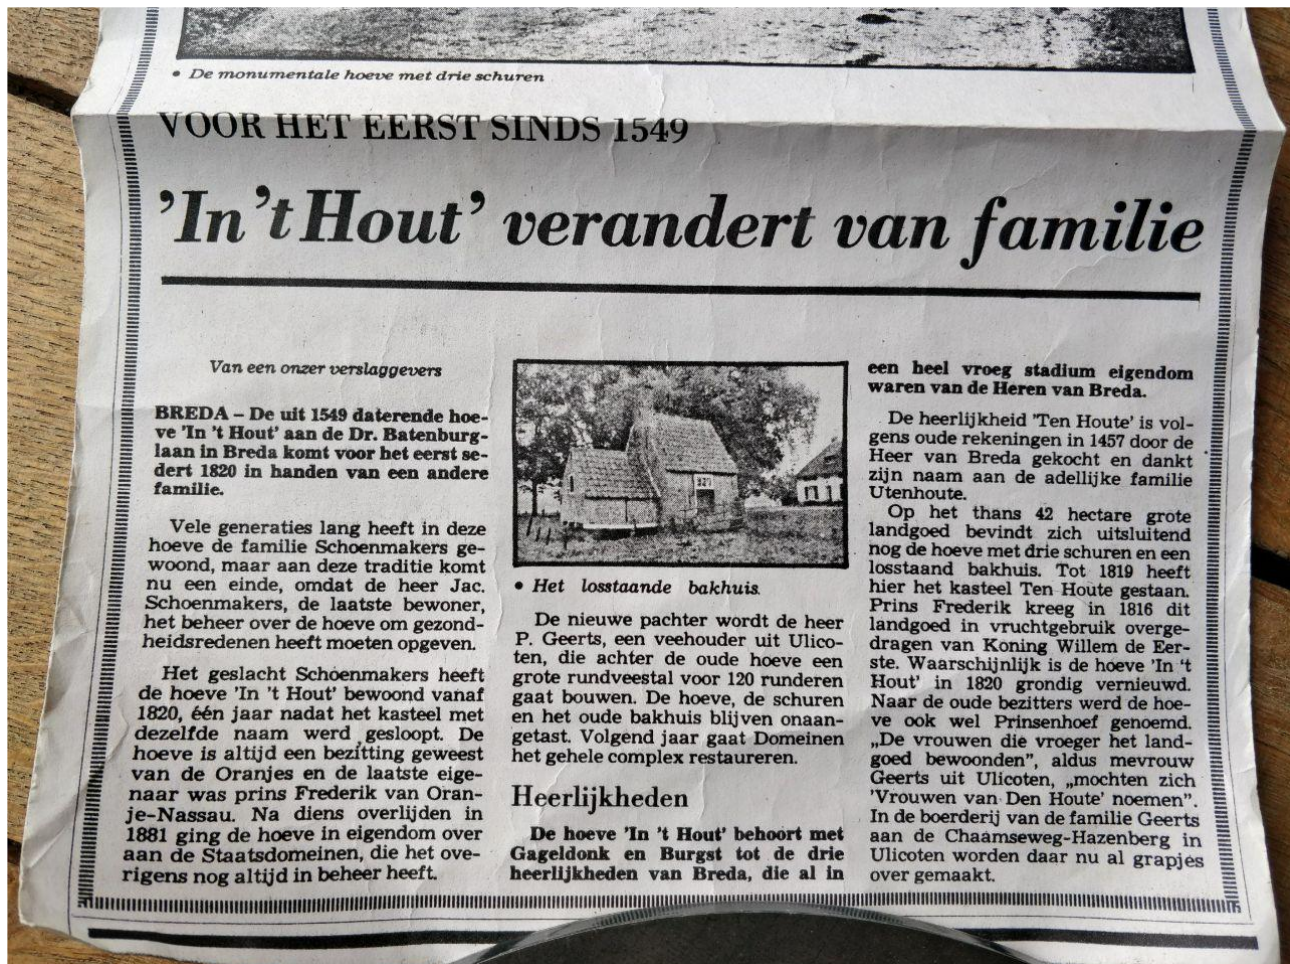 • De monumentale hoeve met drie schuren
VOOR HET EERST SINDS 1549
'In 't Hout' verandert van familie
Van een onzer verslaggevers
BREDA – De uit 1549 daterende hoe-
ve 'In 't Hout' aan de Dr. Batenburg-
laan in Breda komt voor het eerst se-
dert 1820 in handen van een andere
familie.
Vele generaties lang heeft in deze
hoeve de familie Schoenmakers ge-
woond, maar aan deze traditie komt
nu een einde, omdat de heer Jac.
Schoenmakers, de laatste bewoner,
het beheer over de hoeve om gezond-
heidsredenen heeft moeten opgeven.
Het geslacht Schoenmakers heeft
de hoeve 'In 't Hout' bewoond vanaf
1820, één jaar nadat het kasteel met
dezelfde naam werd gesloopt. De
hoeve is altijd een bezitting geweest
van de Oranjes en de laatste eige-
naar was prins Frederik van Oran-
je-Nassau. Na diens overlijden in
1881 ging de hoeve in eigendom over
aan de Staatsdomeinen, die het ove-
rigens nog altijd in beheer heeft.
• Het losstaande bakhuis.
De nieuwe pachter wordt de heer
P. Geerts, een veehouder uit Ulico-
ten, die achter de oude hoeve een
grote rundveestal voor 120 runderen
gaat bouwen. De hoeve, de schuren
en het oude bakhuis blijven onaan-
getast. Volgend jaar gaat Domeinen
het gehele complex restaureren.
Heerlijkheden
De hoeve 'In 't Hout' behoort met
Gageldonk en Burgst tot de drie
heerlijkheden van Breda, die al in
een heel vroeg stadium eigendom
waren van de Heren van Breda.
De heerlijkheid 'Ten Houte' is vol-
gens oude rekeningen in 1457 door de
Heer van Breda gekocht en dankt
zijn naam aan de adellijke familie
Utenhoute.
Op het thans 42 hectare grote
landgoed bevindt zich uitsluitend
nog de hoeve met drie schuren en een
losstaand bakhuis. Tot 1819 heeft
hier het kasteel Ten Houte gestaan.
Prins Frederik kreeg in 1816 dit
landgoed in vruchtgebruik overge-
dragen van Koning Willem de Eer-
ste. Waarschijnlijk is de hoeve 'In 't
Hout' in 1820 grondig vernieuwd.
Naar de oude bezitters werd de hoe-
ve ook wel Prinsenhoef genoemd.
„De vrouwen die vroeger het land-
goed bewoonden”, aldus mevrouw
Geerts uit Ulicoten, „mochten zich
'Vrouwen van Den Houte' noemen”.
In de boerderij van de familie Geerts
aan de Chaamseweg-Hazenberg in
Ulicoten worden daar nu al grapjes
over gemaakt.